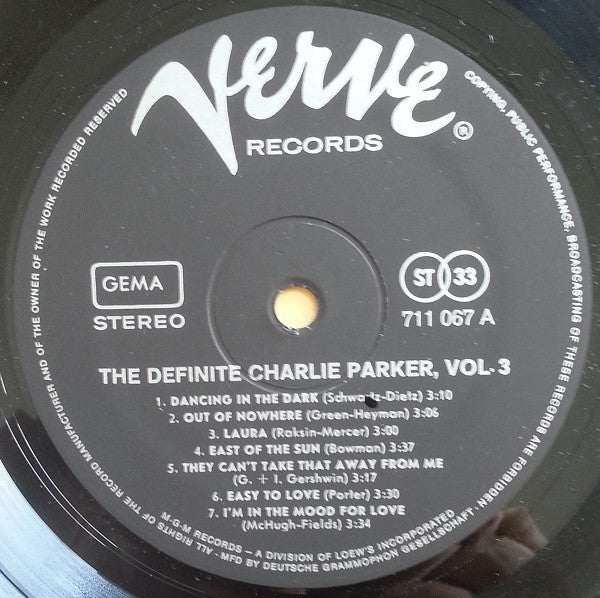 Verve ®
RECORDS
GEMA
STEREO
ST 33
711 067 A
THE DEFINITE CHARLIE PARKER, VOL. 3
1. DANCING IN THE DARK (Schwartz-Dietz) 3:10
2. OUT OF NOWHERE (Green-Heyman) 3:06
3. LAURA (Raksin-Mercer) 3:00
4. EAST OF THE SUN (Bowman) 3:37
5. THEY CAN'T TAKE THAT AWAY FROM ME
(G. + I. Gershwin) 3:17
6. EASY TO LOVE (Porter) 3:30
7. I'M IN THE MOOD FOR LOVE
(McHugh-Fields) 3:34
M-G-M RECORDS – A DIVISION OF LOEW'S INCORPORATED
- MFD BY DEUTSCHE GRAMMOPHON GESELLSCHAFT.
ALL RIGHTS OF THE RECORD MANUFACTURER AND OF THE OWNER OF THE WORK RECORDED RESERVED
COPYING, PUBLIC PERFORMANCE, BROADCASTING OF THESE RECORDS ARE FORBIDDEN